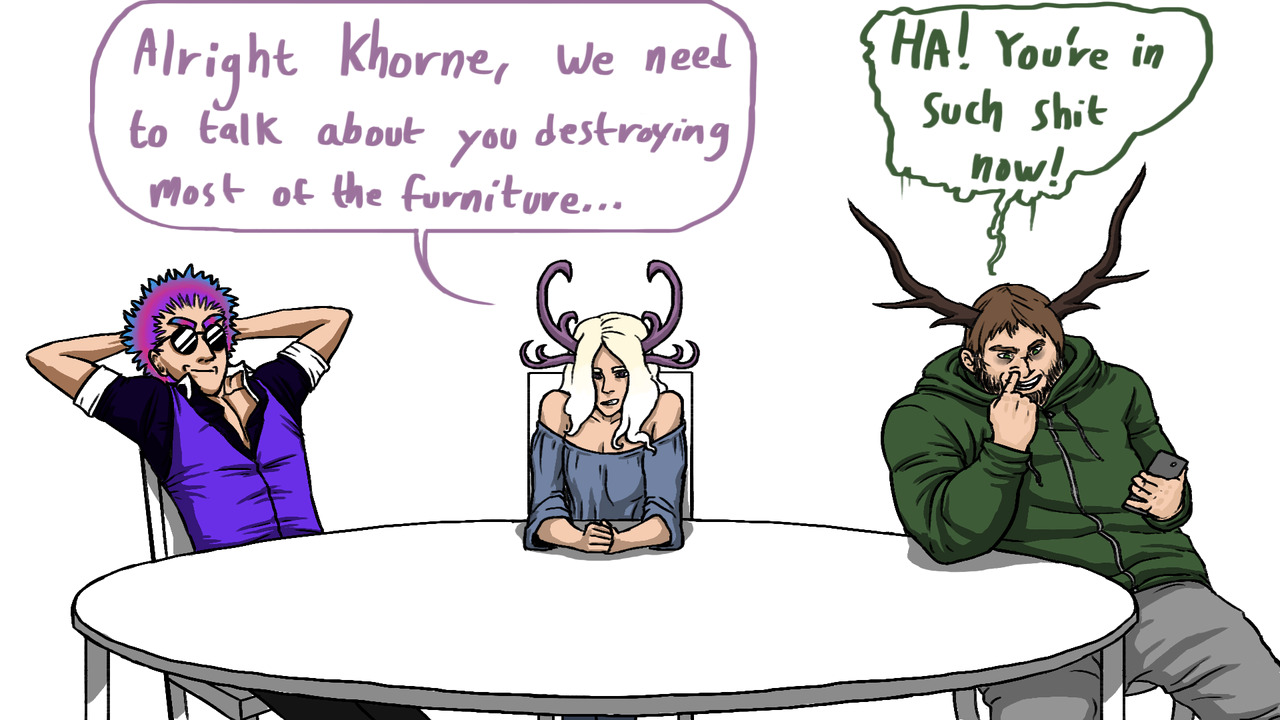 Alright Khorne, We need
to talk about you destroying
most of the furniture...
HA! You're in
such shit
now!